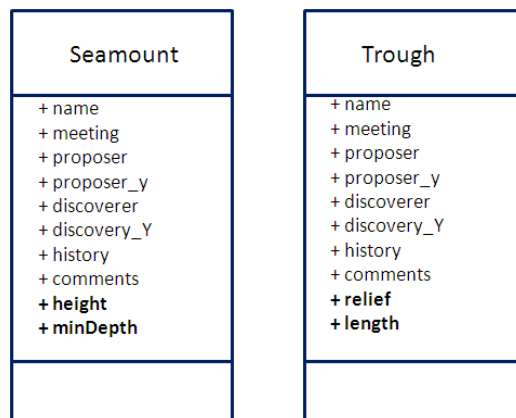 Seamount
+ name
+ meeting
+ proposer
+ proposer_y
+ discoverer
+ discovery_Y
+ history
+ comments
+ height
+ minDepth
Trough
+ name
+ meeting
+ proposer
+ proposer_y
+ discoverer
+ discovery_Y
+ history
+ comments
+ relief
+ length